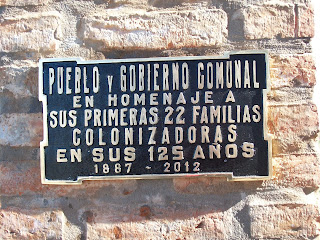 PUEBLO Y GOBIERNO COMUNAL
EN HOMENAJE A
SUS PRIMERAS 22 FAMILIAS
COLONIZADORAS
EN SUS 125 AÑOS
1887 - 2012